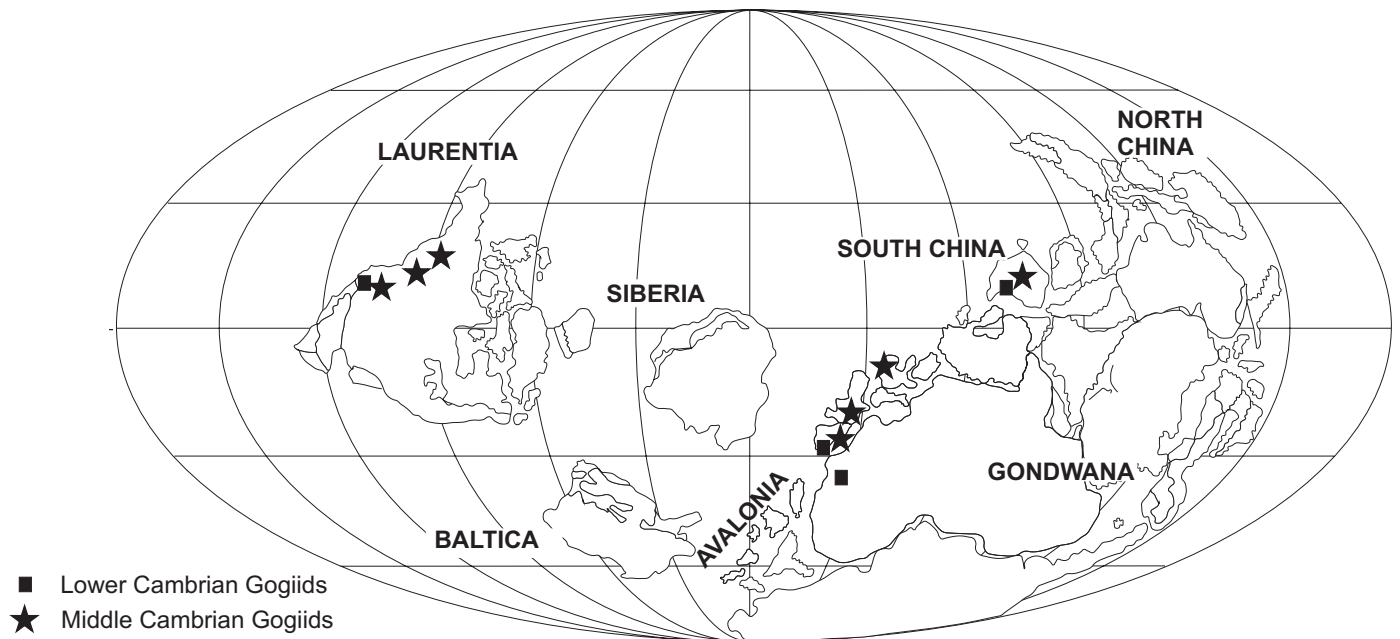 NORTH
CHINA
LAURENTIA
SOUTH CHINA
SIBERIA
GONDWANA
AVALONIA
BALTICA
Lower Cambrian Gogiids
Middle Cambrian Gogiids